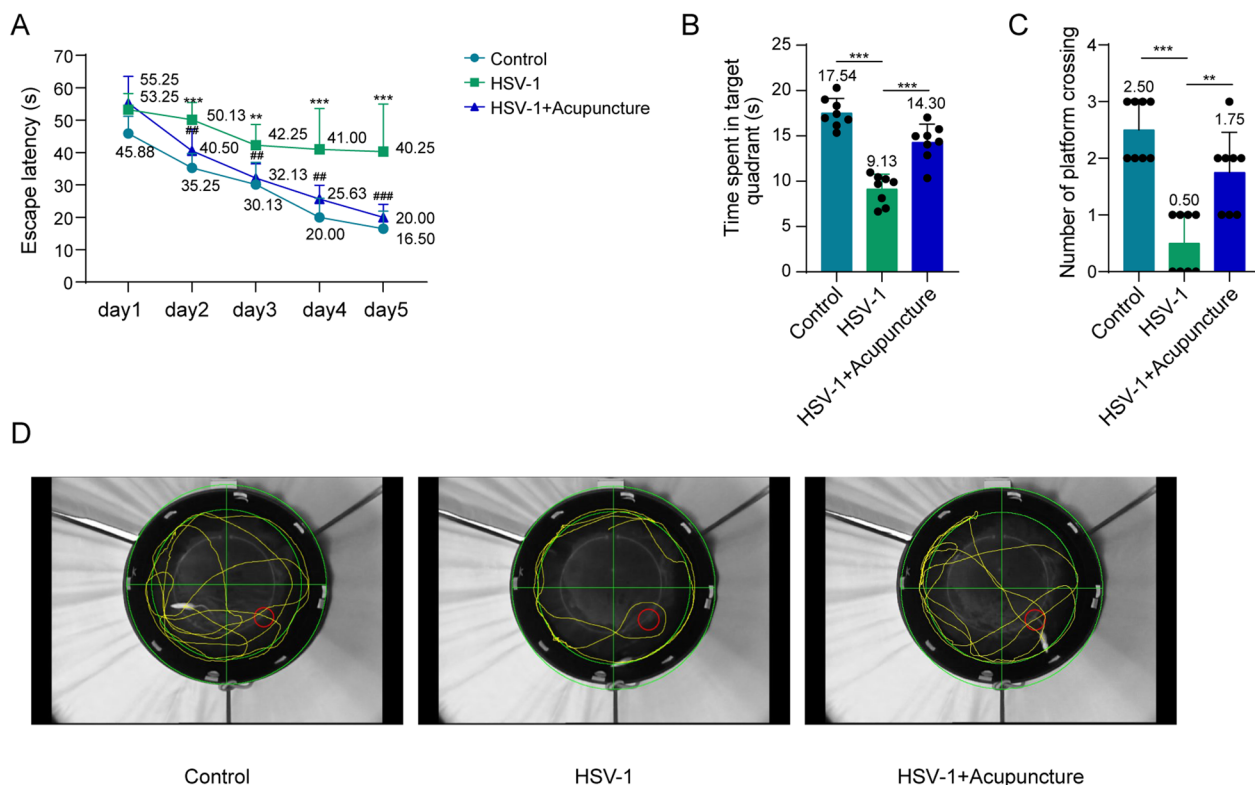 A
Escape latency (s)
70
60
50
40
30
20
10
0
55.25
53.25
45.88
***
50.13
##
40.50
35.25
**
42.25
##
32.13
30.13
***
41.00
##
25.63
20.00
***
40.25
###
20.00
16.50
day1 day2 day3 day4 day5
Control
HSV-1
HSV-1+Acupuncture
B
Time spent in target
quadrant (s)
25
20
15
10
5
0
***
***
17.54
9.13
14.30
Control
HSV-1
HSV-1+Acupuncture
C
Number of platform crossing
4
3
2
1
0
***
**
2.50
0.50
1.75
Control
HSV-1
HSV-1+Acupuncture
D
Control HSV-1 HSV-1+Acupuncture